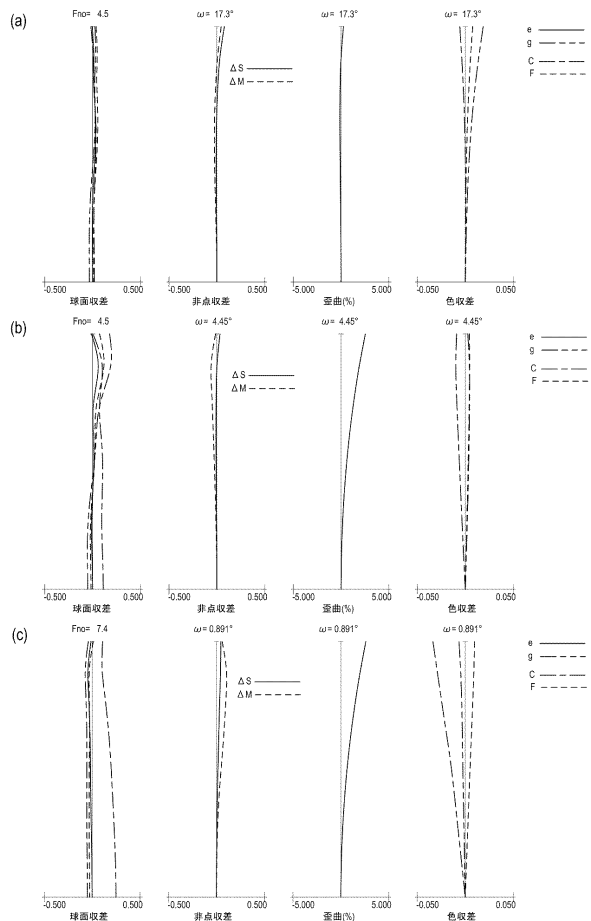 (a)
Fno= 4.5
ω= 17.3°
ω= 17.3°
ω= 17.3°
e
g
C
F
ΔS
ΔM
-0.500 0.500
-0.500 0.500
-5.000 5.000
-0.050 0.050
球面収差
非点収差
歪曲(%)
色収差
(b)
Fno= 4.5
ω= 4.45°
ω= 4.45°
ω= 4.45°
e
g
C
F
ΔS
ΔM
-0.500 0.500
-0.500 0.500
-5.000 5.000
-0.050 0.050
球面収差
非点収差
歪曲(%)
色収差
(c)
Fno= 7.4
ω=0.891°
ω=0.891°
ω=0.891°
e
g
C
F
ΔS
ΔM
-0.500 0.500
-0.500 0.500
-5.000 5.000
-0.050 0.050
球面収差
非点収差
歪曲(%)
色収差